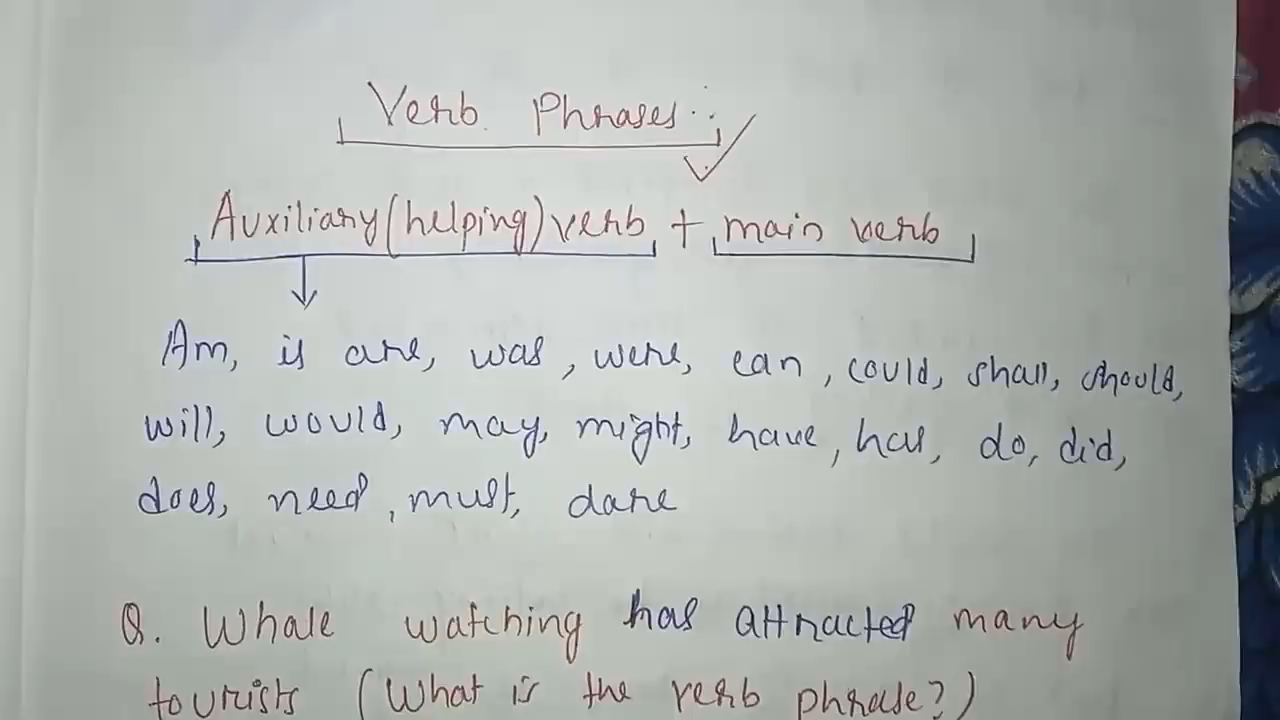 Verb Phrases:
Auxiliary (helping) verb + main verb
Am, is are, was, were, can, could, shall, should,
will, would, may, might, have, has, do, did,
does, need, must, dare
Q. Whale watching has attracted many
tourists (What is the verb phrase?)